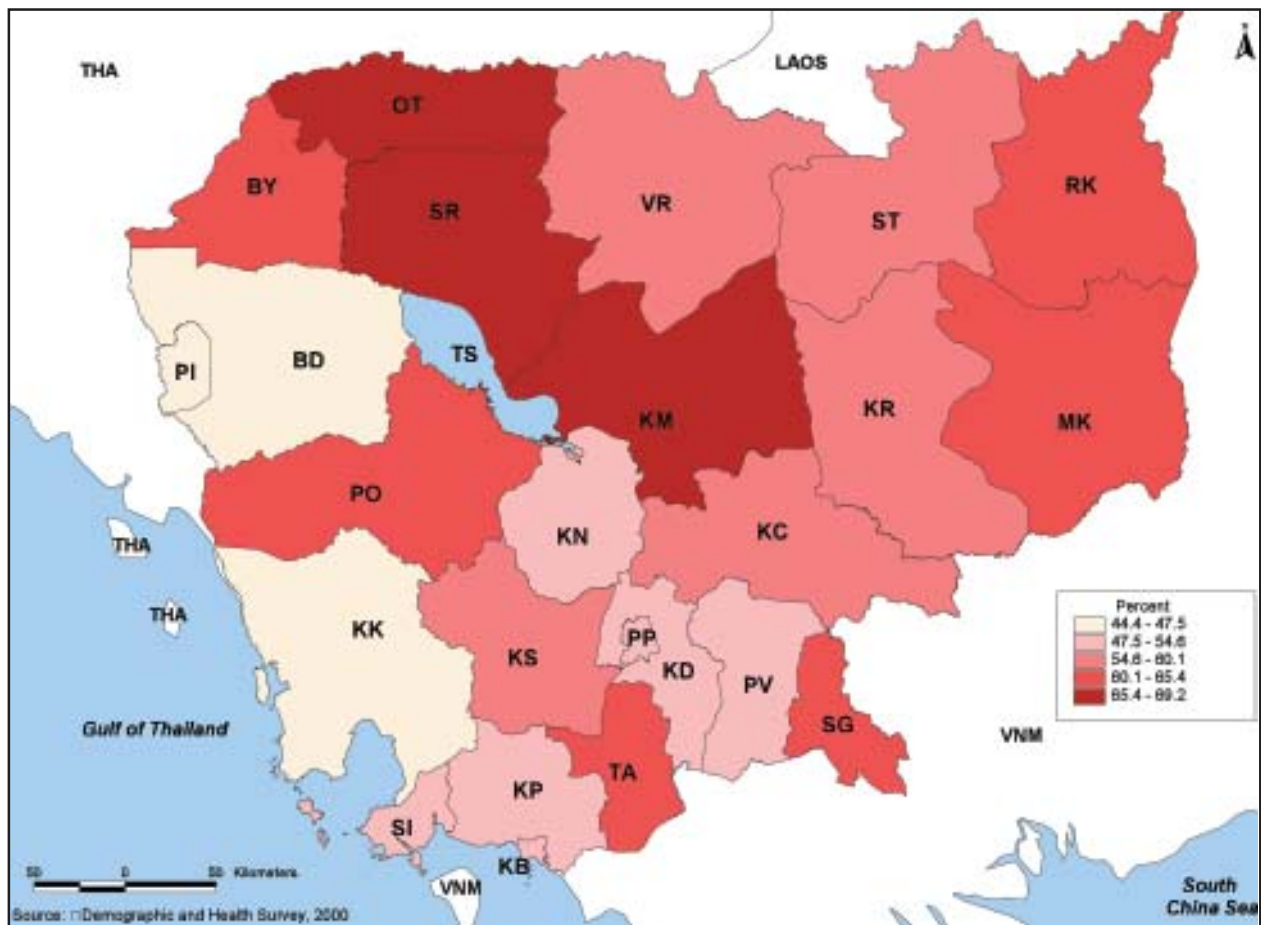 THA
LAOS
OT
BY
SR
VR
ST
RK
PI
BD
TS
KM
KR
MK
PO
KN
KC
THA
THA
KK
KS
PP
KD
PV
SG
TA
KP
SI
KB
Gulf of Thailand
VNM
VNM
Percent
44.4 - 47.5
47.5 - 54.6
54.6 - 60.1
60.1 - 65.4
65.4 - 69.2
50 0 50 Kilometers
South
China Sea
Source: □Demographic and Health Survey, 2000